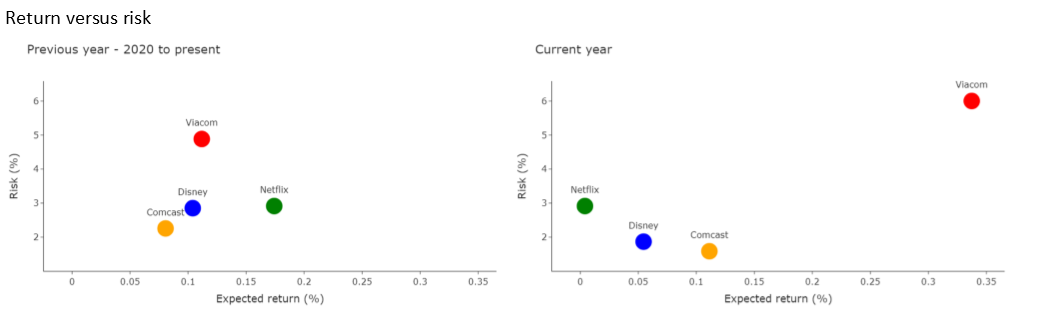 Return versus risk
Previous year - 2020 to present
Risk (%)
6
5
4
3
2
Viacom
Netflix
Disney
Comcast
0
0.05
0.1
0.15
0.2
0.25
0.3
0.35
Expected return (%)
Current year
Risk (%)
6
5
4
3
2
Viacom
Netflix
Disney
Comcast
0
0.05
0.1
0.15
0.2
0.25
0.3
0.35
Expected return (%)